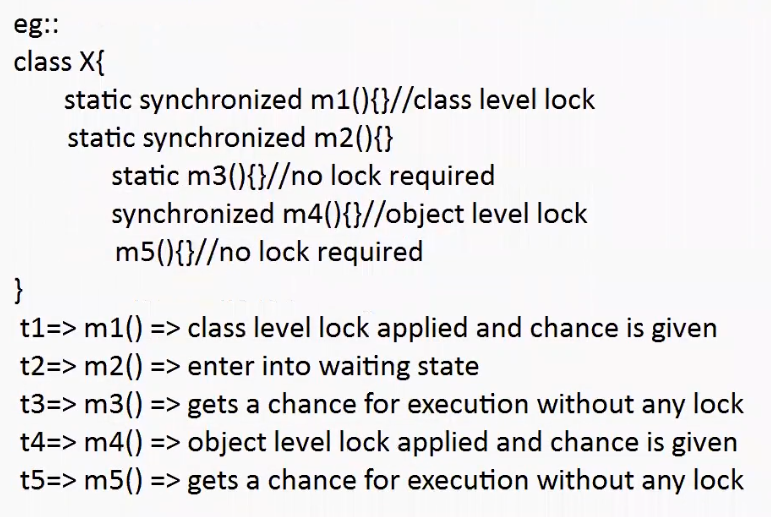 eg::
class X{
static synchronized m1(){}//class level lock
static synchronized m2(){}
static m3(){}//no lock required
synchronized m4(){}//object level lock
m5(){}//no lock required
}
t1=> m1() => class level lock applied and chance is given
t2=> m2() => enter into waiting state
t3=> m3() => gets a chance for execution without any lock
t4=> m4() => object level lock applied and chance is given
t5=> m5() => gets a chance for execution without any lock